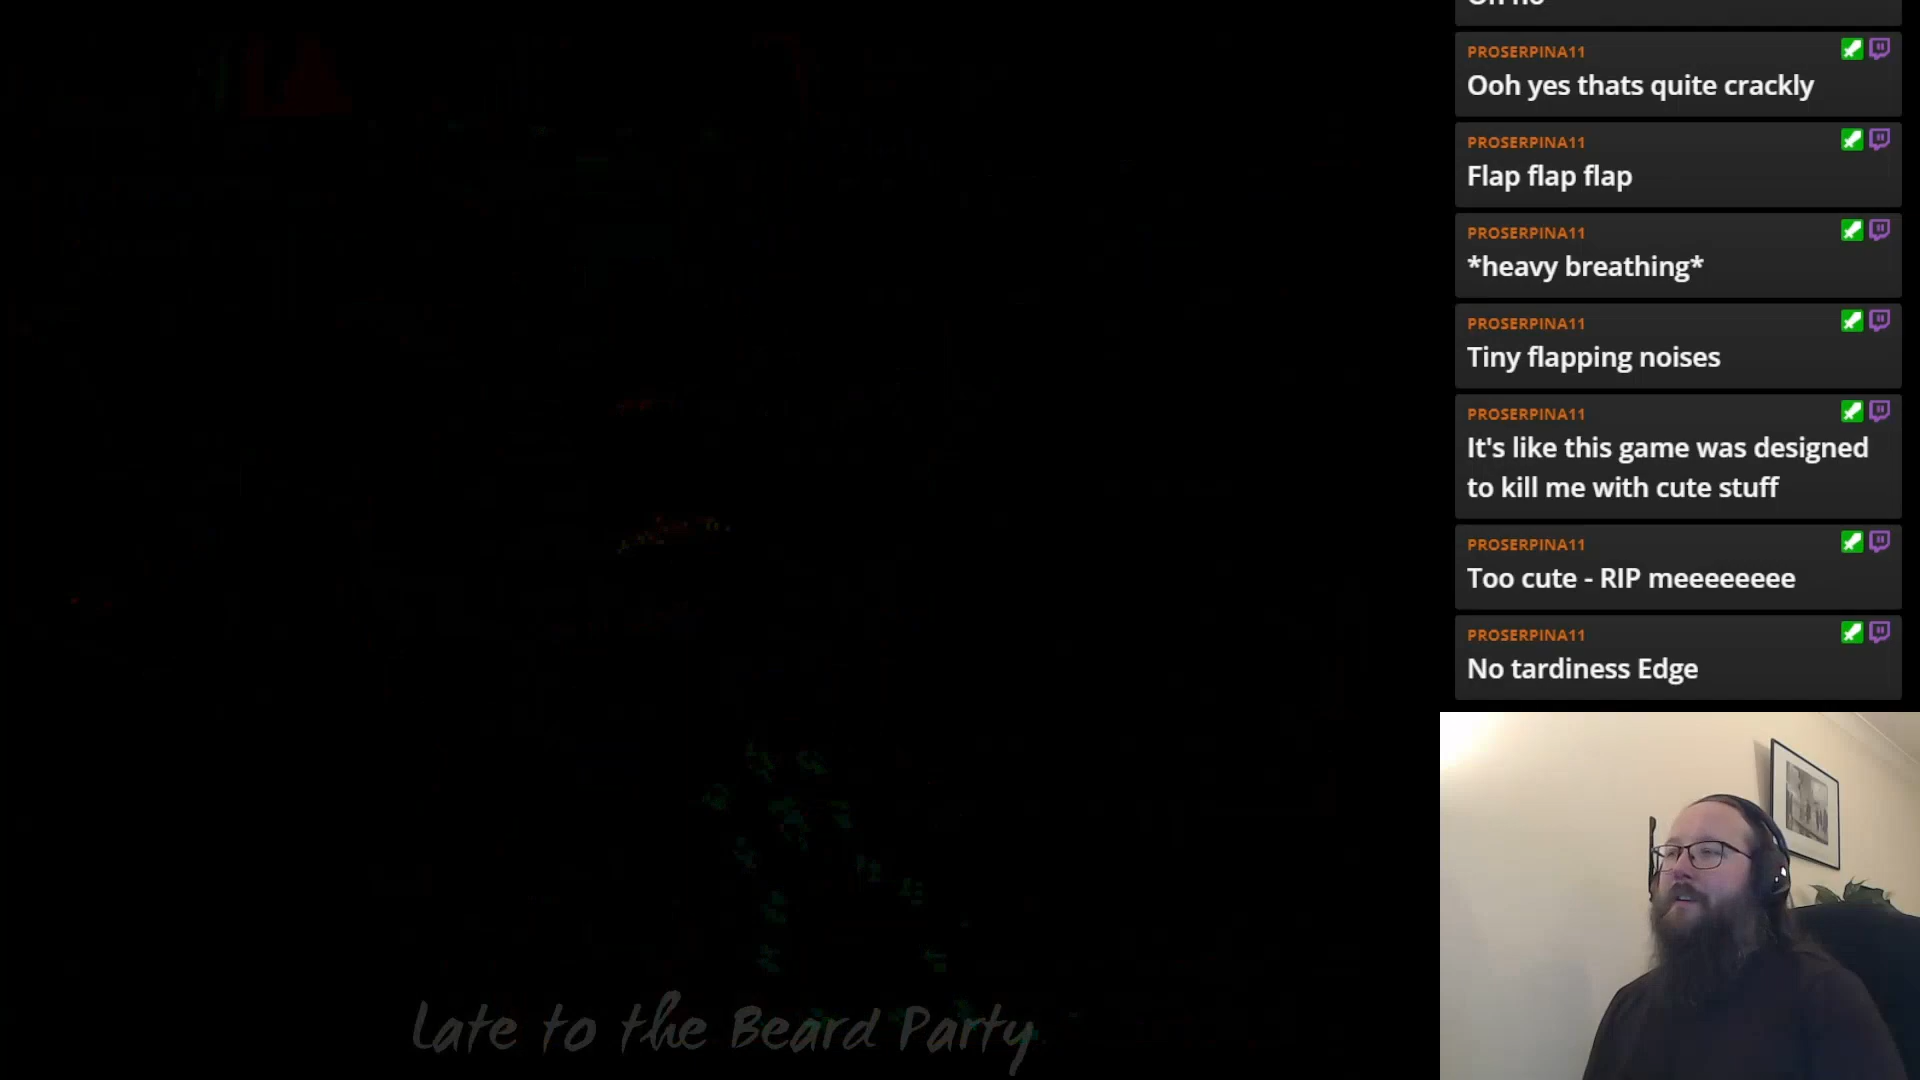 PROSERPINA11
Ooh yes thats quite crackly
PROSERPINA11
Flap flap flap
PROSERPINA11
*heavy breathing*
PROSERPINA11
Tiny flapping noises
PROSERPINA11
It's like this game was designed
to kill me with cute stuff
PROSERPINA11
Too cute - RIP meeeeeeee
PROSERPINA11
No tardiness Edge
Late to the Beard Party